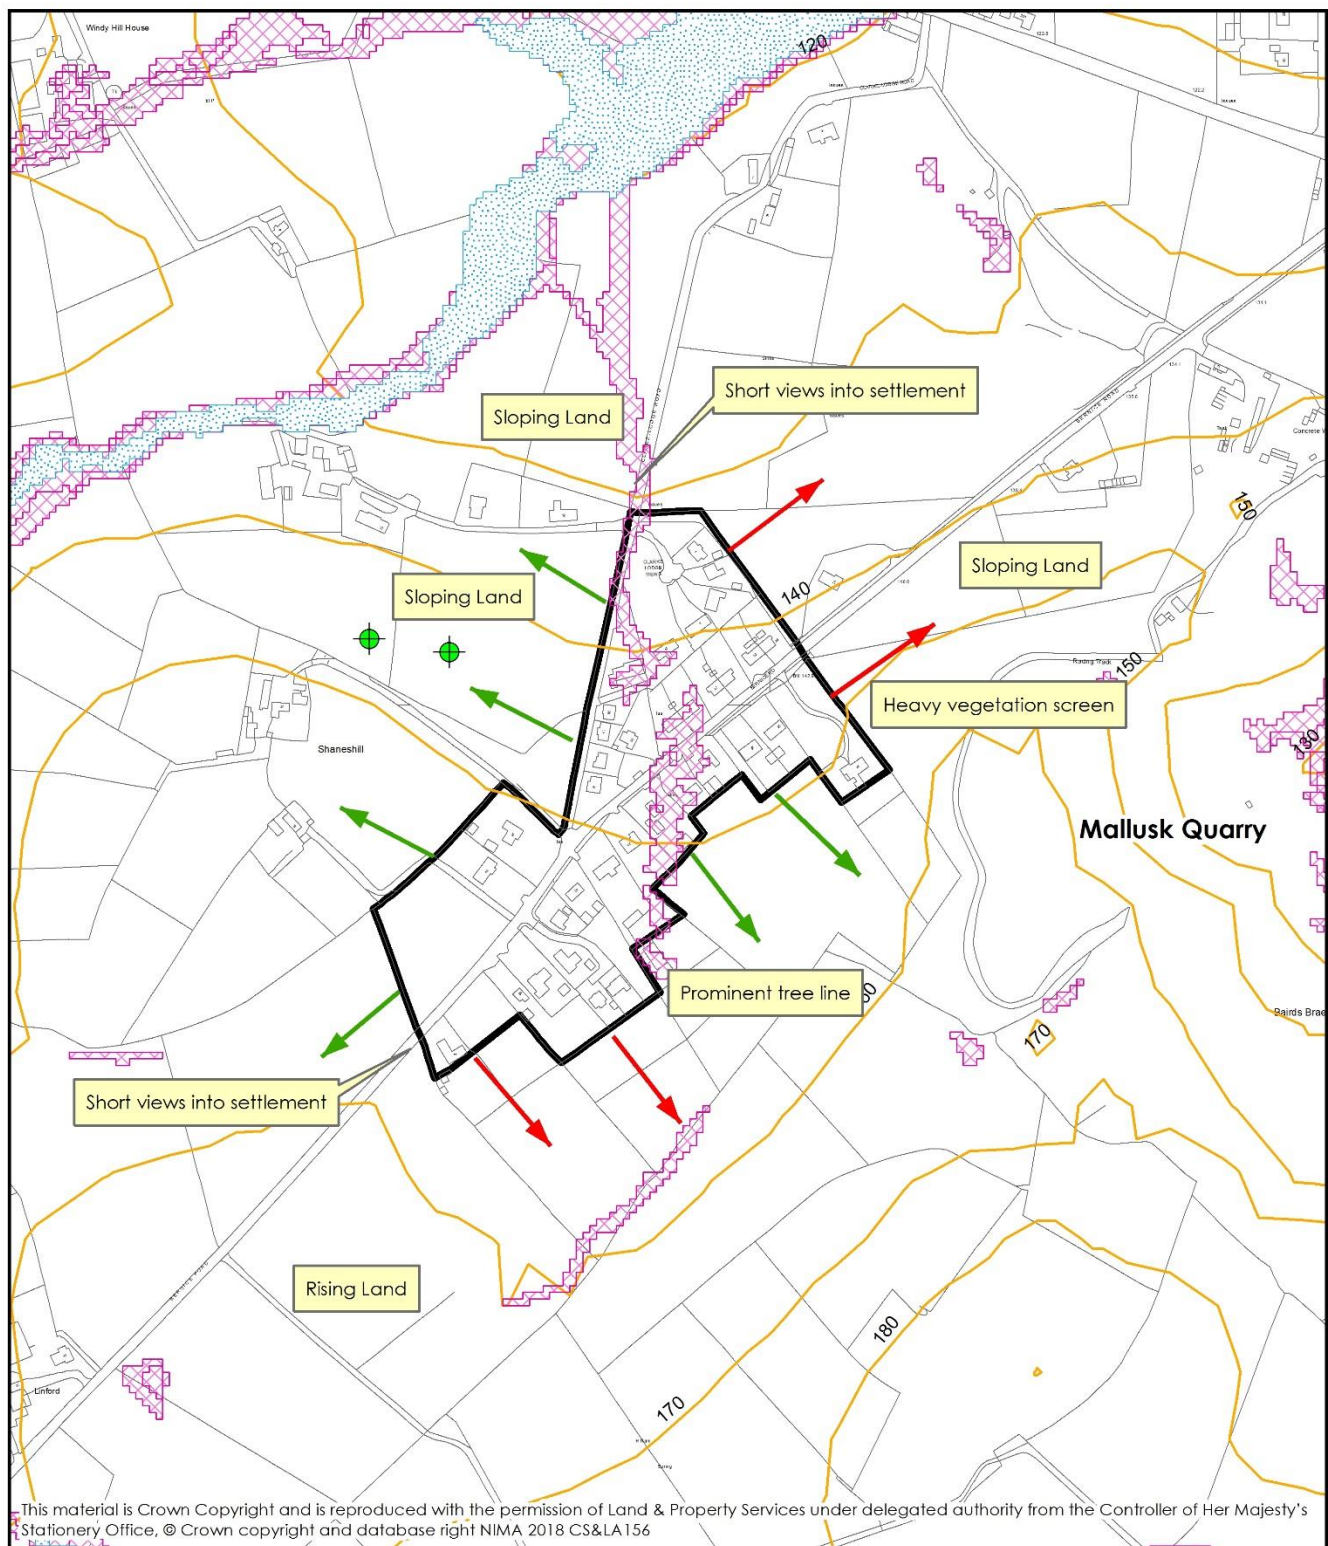 Windy Hill House
120
Short views into settlement
Sloping Land
150
Sloping Land
Sloping Land
140
Racing Track
150
Heavy vegetation screen
130
Shaneshill
Mallusk Quarry
Prominent tree line
Bairds Brae
170
Short views into settlement
Rising Land
180
Linford
170
This material is Crown Copyright and is reproduced with the permission of Land & Property Services under delegated authority from the Controller of Her Majesty's
Stationery Office, © Crown copyright and database right NIMA 2018 CS&LA156